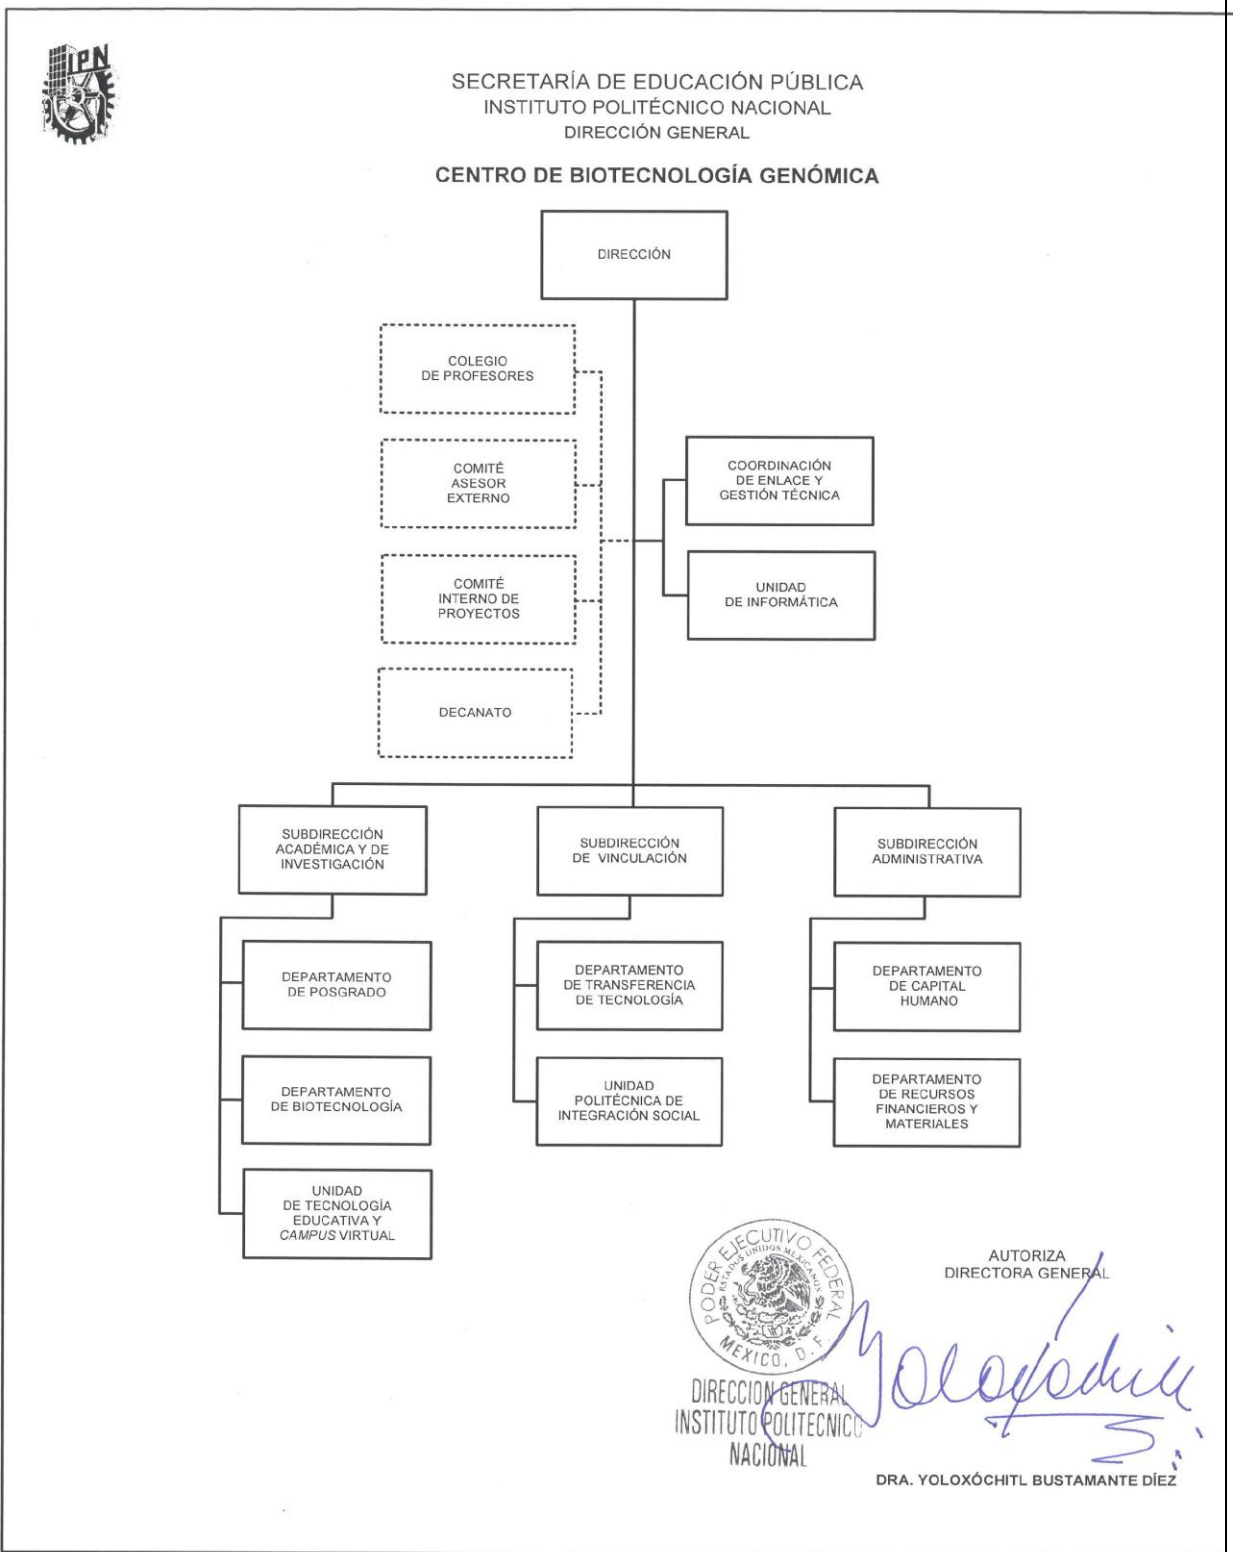 IPN
SECRETARÍA DE EDUCACIÓN PÚBLICA
INSTITUTO POLITÉCNICO NACIONAL
DIRECCIÓN GENERAL
CENTRO DE BIOTECNOLOGÍA GENÓMICA
DIRECCIÓN
COLEGIO
DE PROFESORES
COMITÉ
ASESOR
EXTERNO
COORDINACIÓN
DE ENLACE Y
GESTIÓN TÉCNICA
COMITÉ
INTERNO DE
PROYECTOS
UNIDAD
DE INFORMÁTICA
DECANATO
SUBDIRECCIÓN
ACADÉMICA Y DE
INVESTIGACIÓN
SUBDIRECCIÓN
DE VINCULACIÓN
SUBDIRECCIÓN
ADMINISTRATIVA
DEPARTAMENTO
DE POSGRADO
DEPARTAMENTO
DE TRANSFERENCIA
DE TECNOLOGÍA
DEPARTAMENTO
DE CAPITAL
HUMANO
DEPARTAMENTO
DE BIOTECNOLOGÍA
UNIDAD
POLITÉCNICA DE
INTEGRACIÓN SOCIAL
DEPARTAMENTO
DE RECURSOS
FINANCIEROS Y
MATERIALES
UNIDAD
DE TECNOLOGÍA
EDUCATIVA Y
CAMPUS VIRTUAL
PODER EJECUTIVO FEDERAL
ESTADOS UNIDOS MEXICANOS
MEXICO, D. F.
DIRECCION GENERAL
INSTITUTO POLITECNICO
NACIONAL
AUTORIZA
DIRECTORA GENERAL
Yoloxóchitl
DRA. YOLOXÓCHITL BUSTAMANTE DÍEZ